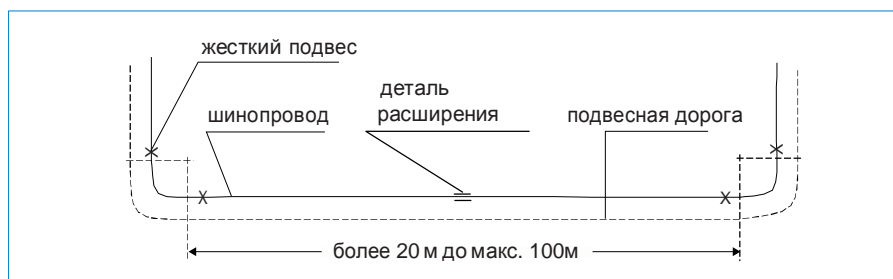 жесткий подвес
деталь
расширения
шинопровод
подвесная дорога
более 20 м до макс. 100м